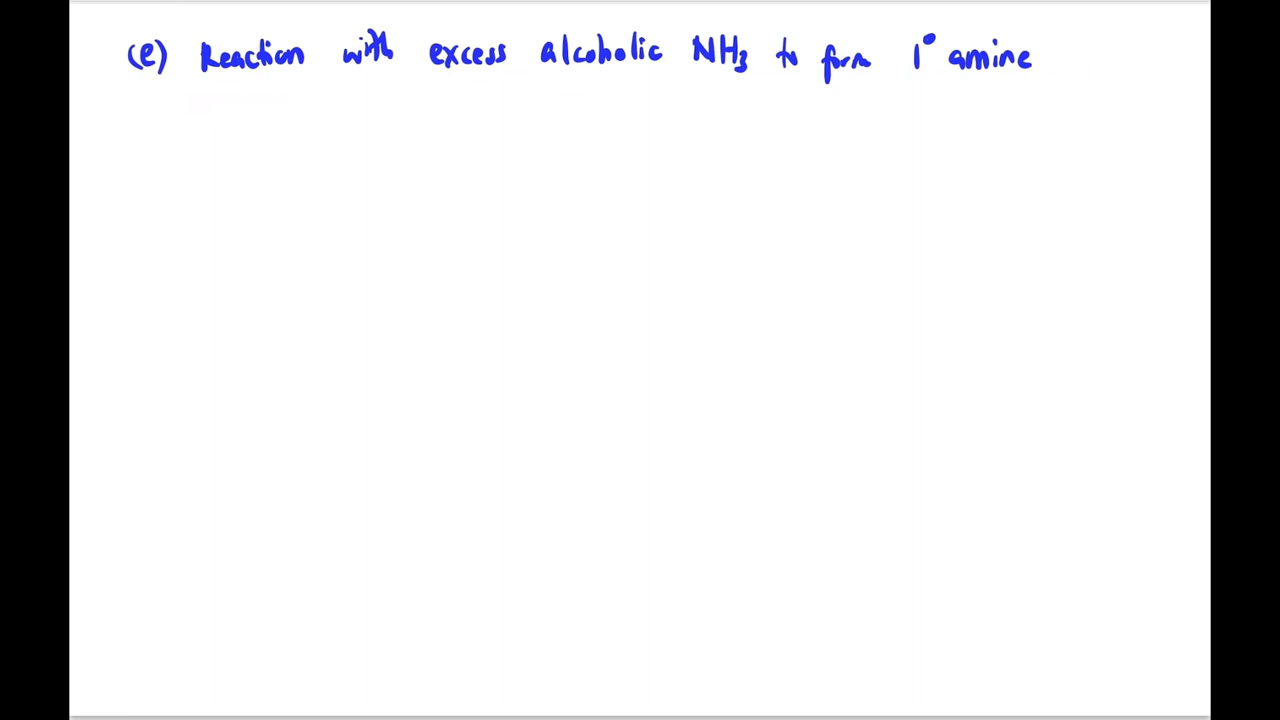 (e) Reaction with excess alcoholic NH₃ to form 1° amine